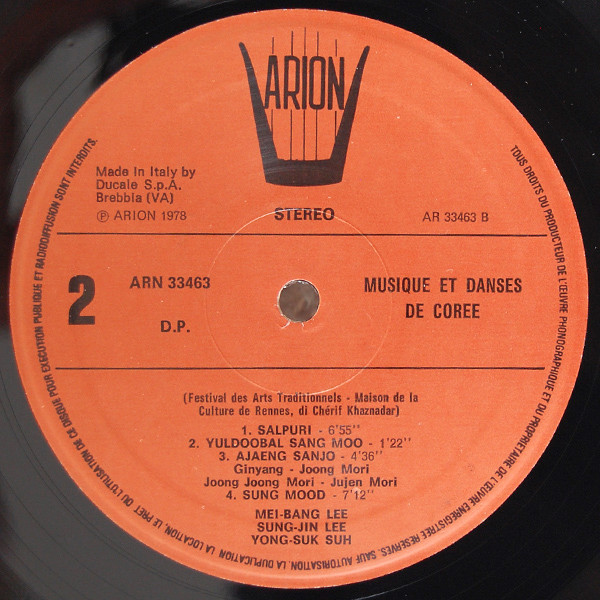 ARION
Made in Italy by
Ducale S.p.A.
Brebbia (VA)
Ⓟ ARION 1978
STEREO
AR 33463 B
2
ARN 33463
D.P.
MUSIQUE ET DANSES
DE COREE
(Festival des Arts Traditionnels - Maison de la
Culture de Rennes, di Chérif Khaznadar)
1. SALPURI - 6'55''
2. YULDOOBAL SANG MOO - 1'22''
3. AJAENG SANJO - 4'36''
Ginyang - Joong Mori
Joong Joong Mori - Jujen Mori
4. SUNG MOOD - 7'12''
MEI-BANG LEE
SUNG-JIN LEE
YONG-SUK SUH
TOUS DROITS DU PRODUCTEUR DE L'ŒUVRE PHONOGRAPHIQUE ET DU PROPRIETAIRE DE L'ŒUVRE ENREGISTREE RESERVES. SAUF AUTORISATION, LA DUPLICATION, LA LOCATION, LE PRET OU L'UTILISATION DE CE DISQUE POUR EXECUTION PUBLIQUE ET RADIODIFFUSION SONT INTERDITS.